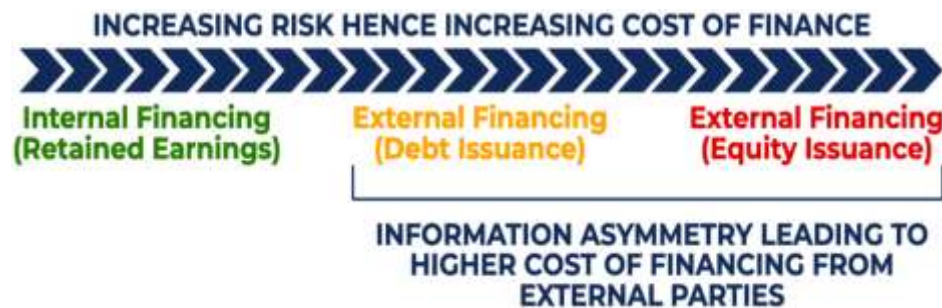 INCREASING RISK HENCE INCREASING COST OF FINANCE
Internal Financing
(Retained Earnings)
External Financing
(Debt Issuance)
External Financing
(Equity Issuance)
INFORMATION ASYMMETRY LEADING TO
HIGHER COST OF FINANCING FROM
EXTERNAL PARTIES